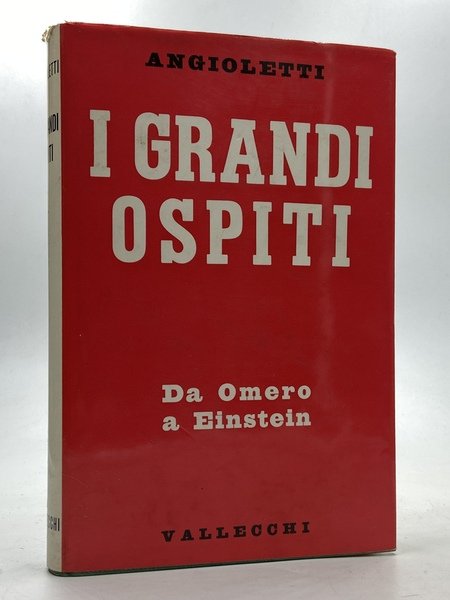 ANGIOLETTI
I GRANDI
OSPITI
Da Omero
a Einstein
VALLECCHI